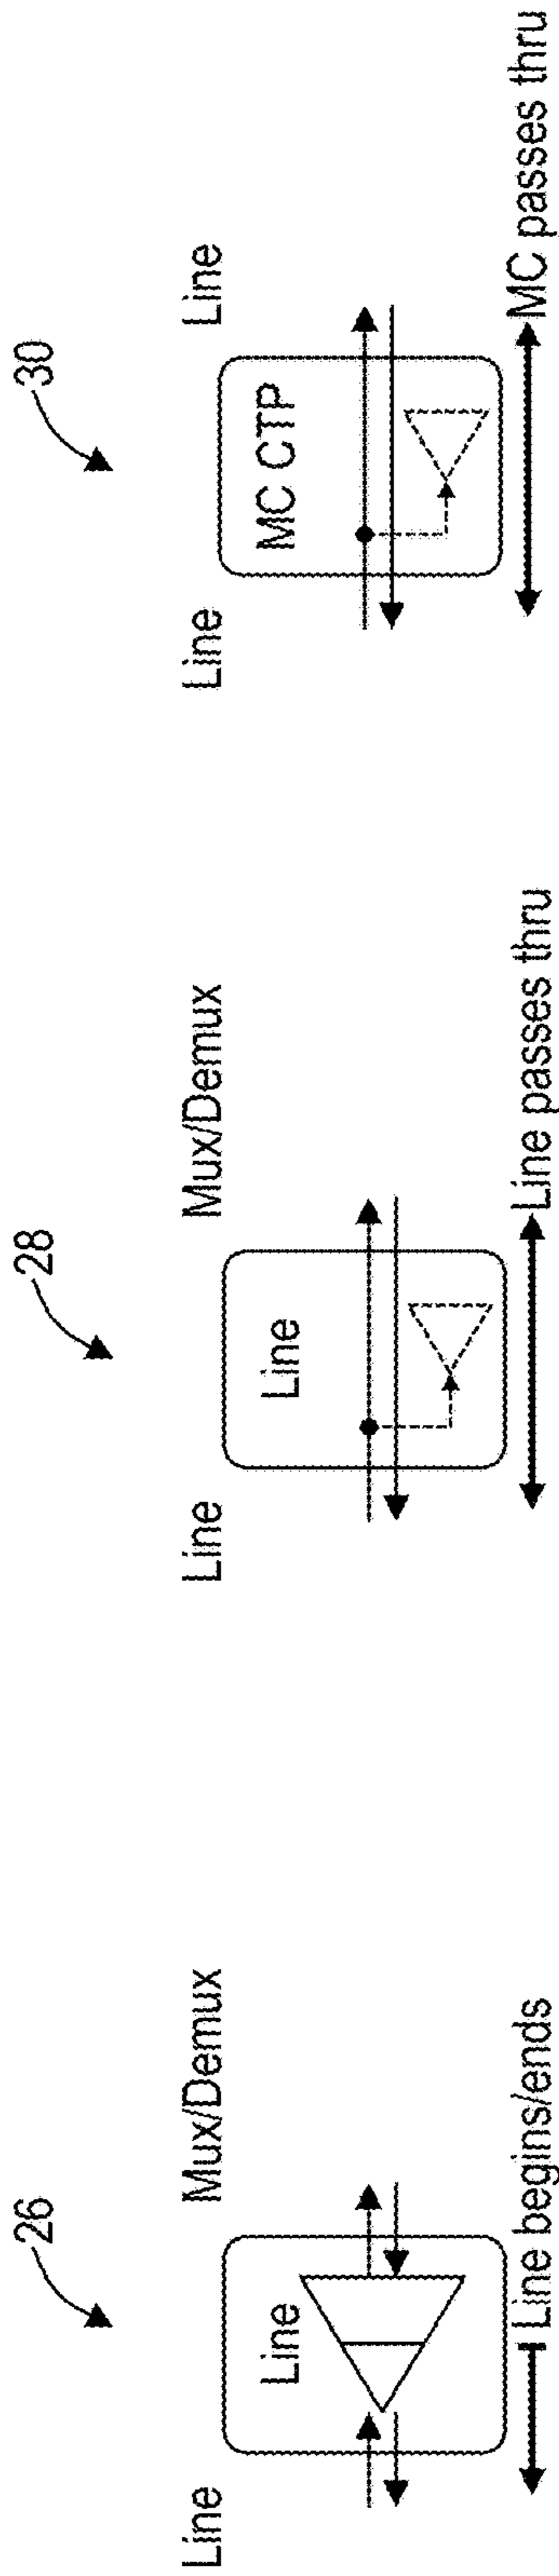 26
Line
Mux/Demux
Line
Line begins/ends
28
Line
Mux/Demux
Line
Line passes thru
30
Line
Line
MC CTP
MC passes thru